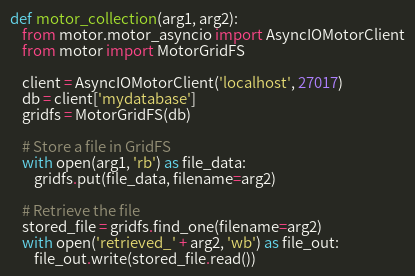 def motor_collection(arg1, arg2):
from motor.motor_asyncio import AsyncIOMotorClient
from motor import MotorGridFS
client = AsyncIOMotorClient('localhost', 27017)
db = client['mydatabase']
gridfs = MotorGridFS(db)
# Store a file in GridFS
with open(arg1, 'rb') as file_data:
gridfs.put(file_data, filename=arg2)
# Retrieve the file
stored_file = gridfs.find_one(filename=arg2)
with open('retrieved_' + arg2, 'wb') as file_out:
file_out.write(stored_file.read())